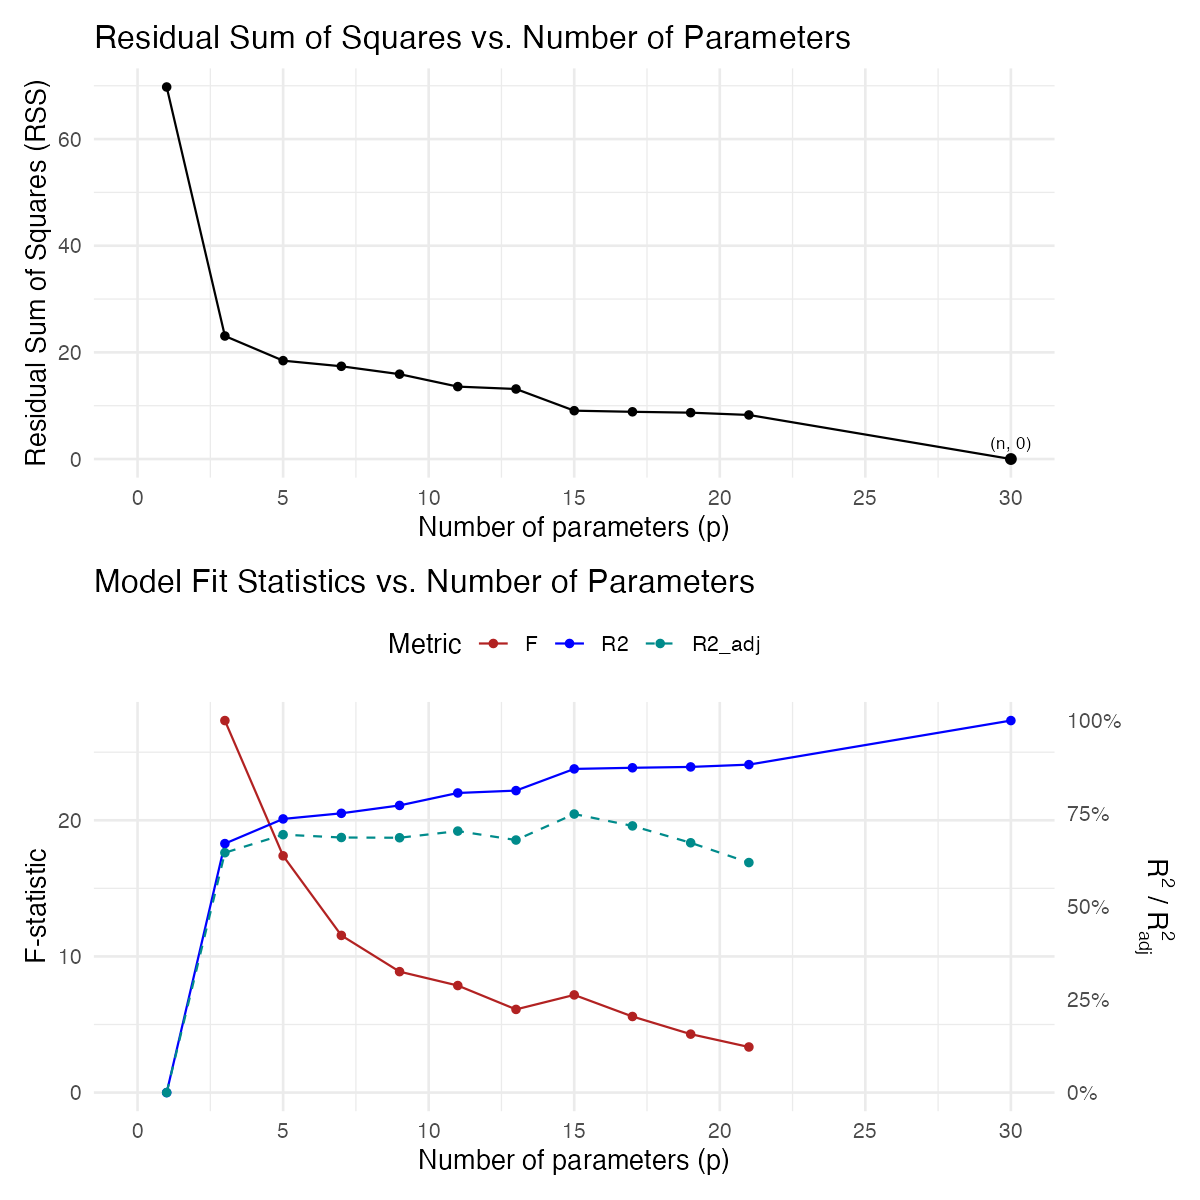 Residual Sum of Squares vs. Number of Parameters
Residual Sum of Squares (RSS)
60
40
20
0
(n, 0)
0 5 10 15 20 25 30
Number of parameters (p)
Model Fit Statistics vs. Number of Parameters
Metric F R2 R2_adj
F-statistic
20
10
0
100%
75%
50%
25%
0%
R² / R²adj
0 5 10 15 20 25 30
Number of parameters (p)